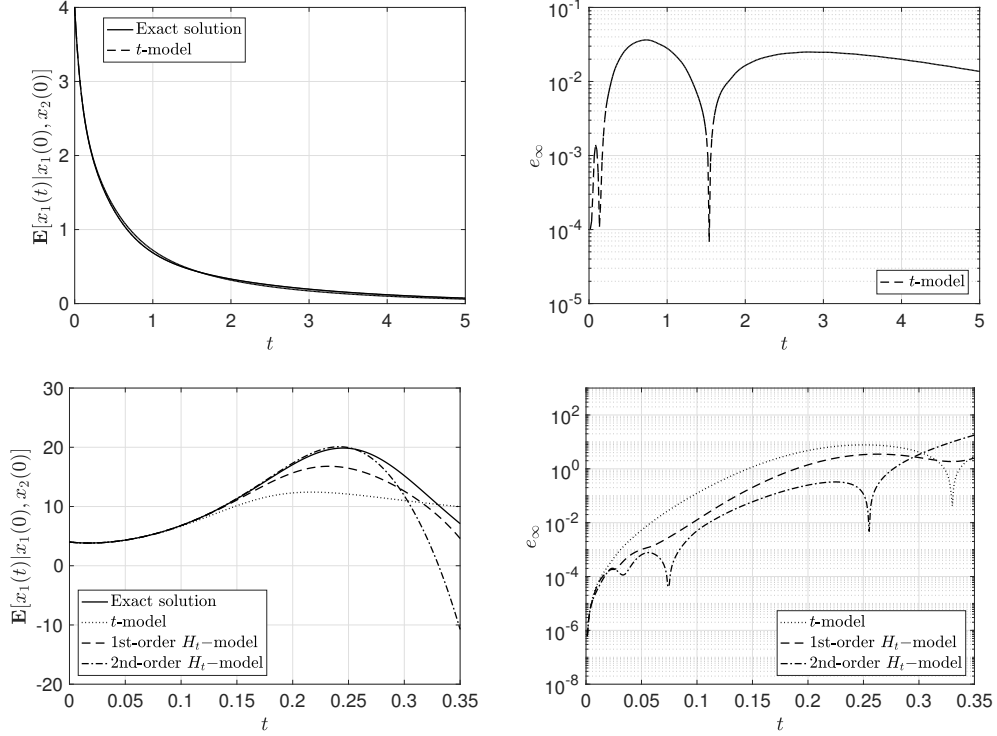 Exact solution
t-model
E[x₁(t)|x₁(0), x₂(0)]
4
3
2
1
0
0 1 2 3 4 5
t
10⁻¹
10⁻²
10⁻³
10⁻⁴
10⁻⁵
e∞
t-model
0 1 2 3 4 5
t
30
20
10
0
-10
-20
E[x₁(t)|x₁(0), x₂(0)]
Exact solution
t-model
1st-order Hₜ−model
2nd-order Hₜ−model
0 0.05 0.1 0.15 0.2 0.25 0.3 0.35
t
10²
10⁰
10⁻²
10⁻⁴
10⁻⁶
10⁻⁸
e∞
t-model
1st-order Hₜ−model
2nd-order Hₜ−model
0 0.05 0.1 0.15 0.2 0.25 0.3 0.35
t